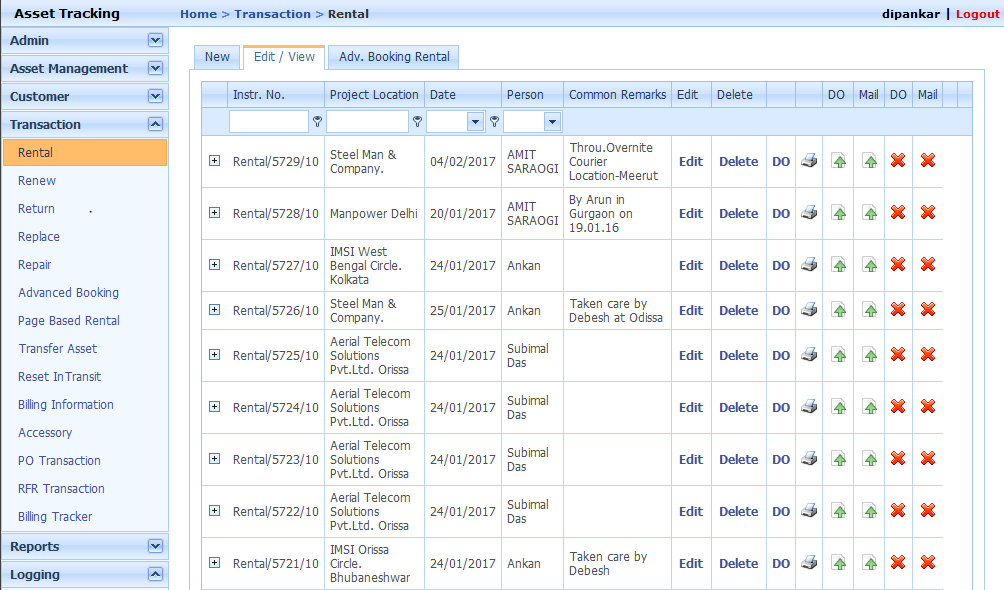 Asset Tracking
Home > Transaction > Rental
dipankar | Logout
Admin
Asset Management
Customer
Transaction
Rental
Renew
Return .
Replace
Repair
Advanced Booking
Page Based Rental
Transfer Asset
Reset InTransit
Billing Information
Accessory
PO Transaction
RFR Transaction
Billing Tracker
Reports
Logging
New Edit / View Adv. Booking Rental
Instr. No. Project Location Date Person Common Remarks Edit Delete DO Mail DO Mail
Rental/5729/10 Steel Man & Company. 04/02/2017 AMIT SARAOGI Throu.Overnite Courier Location-Meerut Edit Delete DO
Rental/5728/10 Manpower Delhi 20/01/2017 AMIT SARAOGI By Arun in Gurgaon on 19.01.16 Edit Delete DO
Rental/5727/10 IMSI West Bengal Circle. Kolkata 24/01/2017 Ankan Edit Delete DO
Rental/5726/10 Steel Man & Company. 25/01/2017 Ankan Taken care by Debesh at Odissa Edit Delete DO
Rental/5725/10 Aerial Telecom Solutions Pvt.Ltd. Orissa 24/01/2017 Subimal Das Edit Delete DO
Rental/5724/10 Aerial Telecom Solutions Pvt.Ltd. Orissa 24/01/2017 Subimal Das Edit Delete DO
Rental/5723/10 Aerial Telecom Solutions Pvt.Ltd. Orissa 24/01/2017 Subimal Das Edit Delete DO
Rental/5722/10 Aerial Telecom Solutions Pvt.Ltd. Orissa 24/01/2017 Subimal Das Edit Delete DO
Rental/5721/10 IMSI Orissa Circle. Bhubaneshwar 24/01/2017 Ankan Taken care by Debesh Edit Delete DO